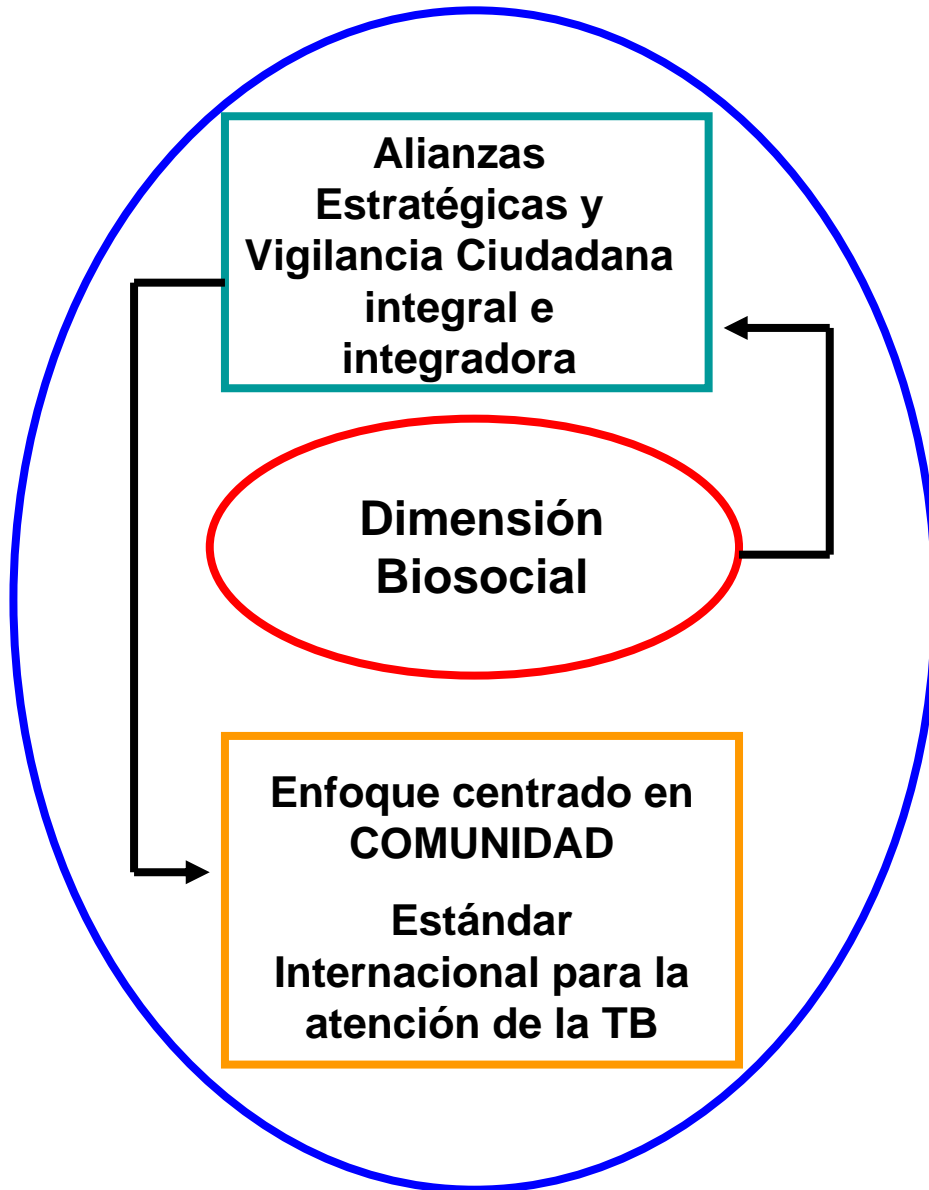 Alianzas
Estratégicas y
Vigilancia Ciudadana
integral e
integradora
Dimensión
Biosocial
Enfoque centrado en
COMUNIDAD
Estándar
Internacional para la
atención de la TB